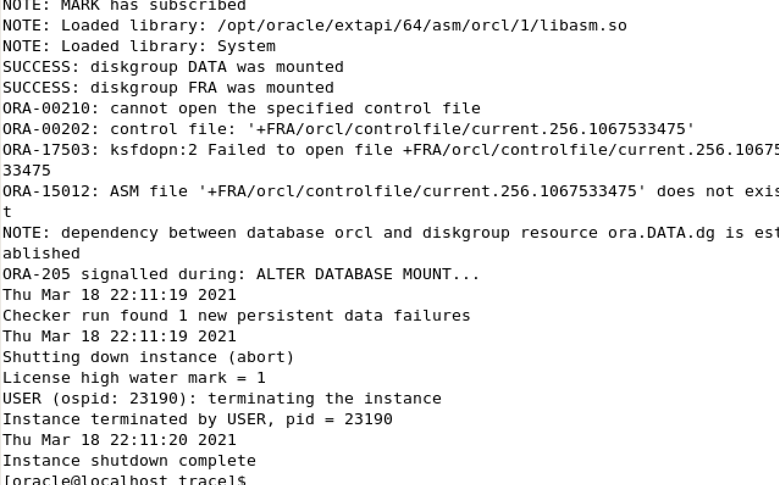 NOTE: MARK has subscribed
NOTE: Loaded library: /opt/oracle/extapi/64/asm/orcl/1/libasm.so
NOTE: Loaded library: System
SUCCESS: diskgroup DATA was mounted
SUCCESS: diskgroup FRA was mounted
ORA-00210: cannot open the specified control file
ORA-00202: control file: '+FRA/orcl/controlfile/current.256.1067533475'
ORA-17503: ksfdopn:2 Failed to open file +FRA/orcl/controlfile/current.256.10675
33475
ORA-15012: ASM file '+FRA/orcl/controlfile/current.256.1067533475' does not exis
t
NOTE: dependency between database orcl and diskgroup resource ora.DATA.dg is est
ablished
ORA-205 signalled during: ALTER DATABASE MOUNT...
Thu Mar 18 22:11:19 2021
Checker run found 1 new persistent data failures
Thu Mar 18 22:11:19 2021
Shutting down instance (abort)
License high water mark = 1
USER (ospid: 23190): terminating the instance
Instance terminated by USER, pid = 23190
Thu Mar 18 22:11:20 2021
Instance shutdown complete
[oracle@localhost trace]$